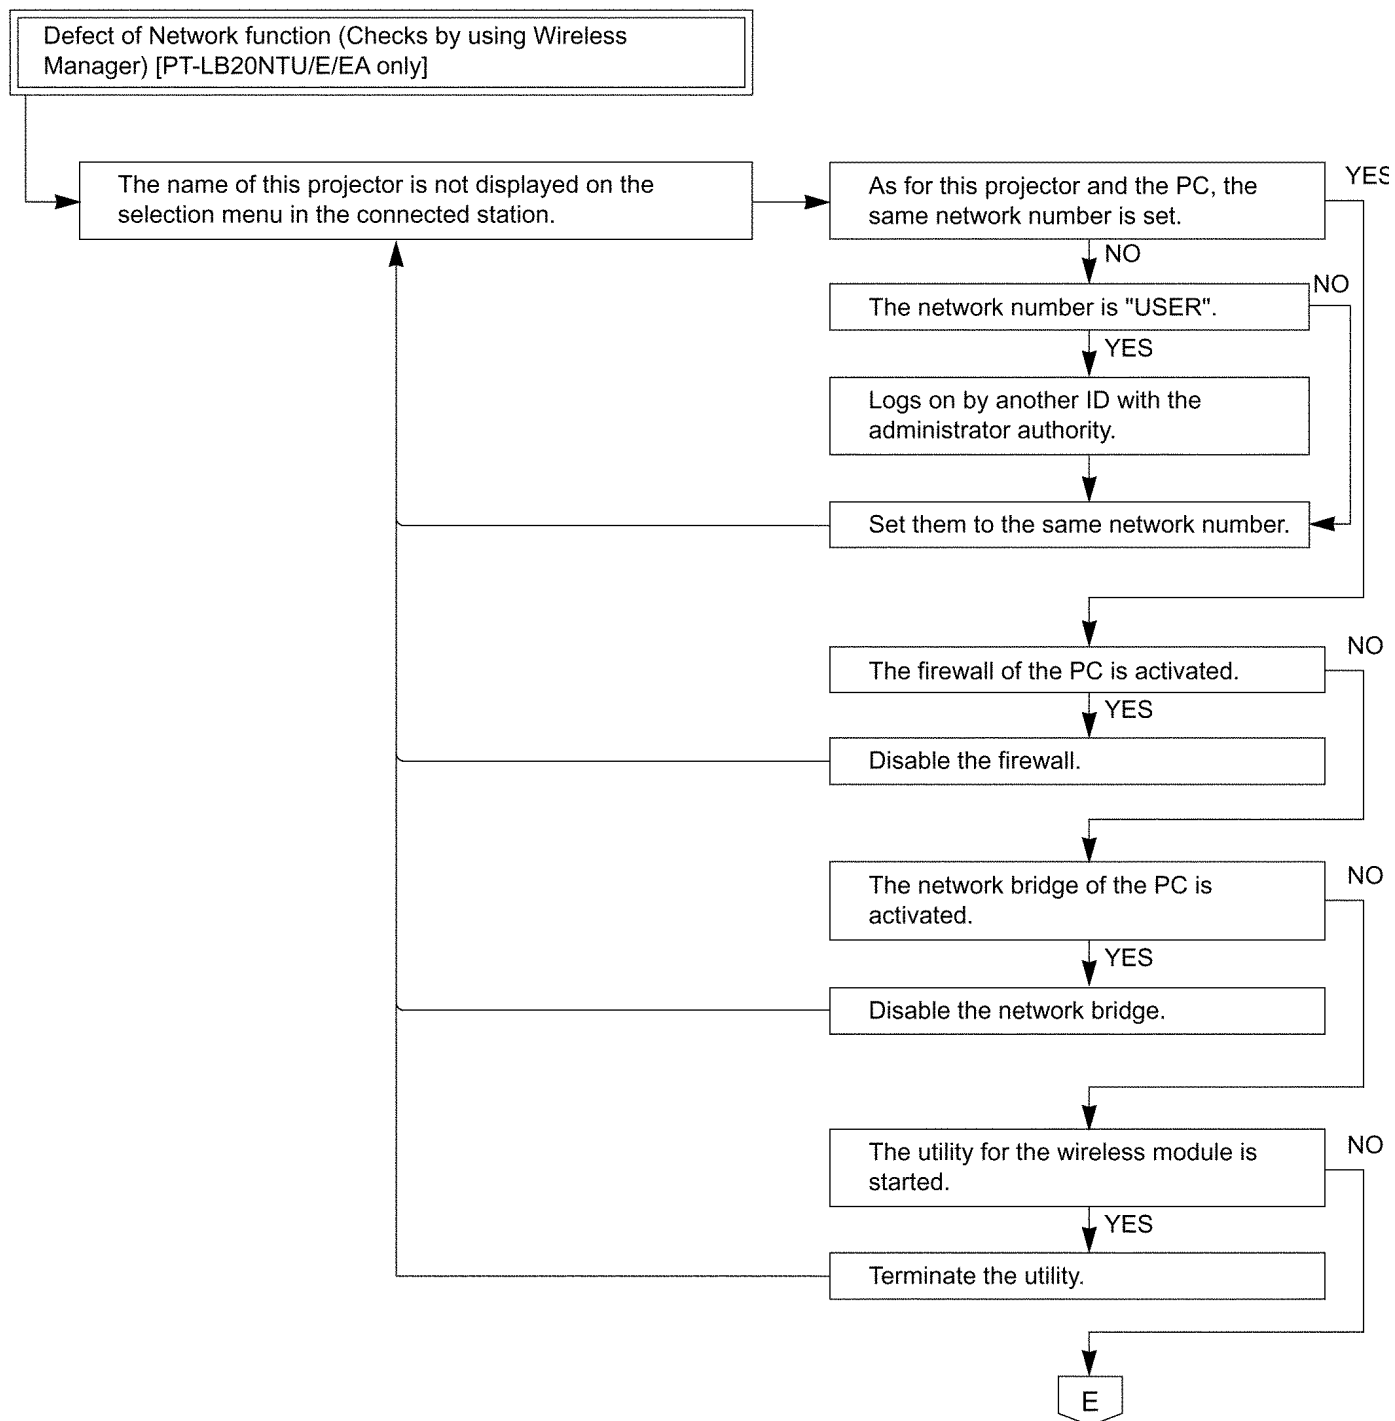 Defect of Network function (Checks by using Wireless
Manager) [PT-LB20NTU/E/EA only]
The name of this projector is not displayed on the
selection menu in the connected station.
As for this projector and the PC, the
same network number is set.
YES
NO
The network number is "USER".
NO
YES
Logs on by another ID with the
administrator authority.
Set them to the same network number.
The firewall of the PC is activated.
NO
YES
Disable the firewall.
The network bridge of the PC is
activated.
NO
YES
Disable the network bridge.
The utility for the wireless module is
started.
NO
YES
Terminate the utility.
E